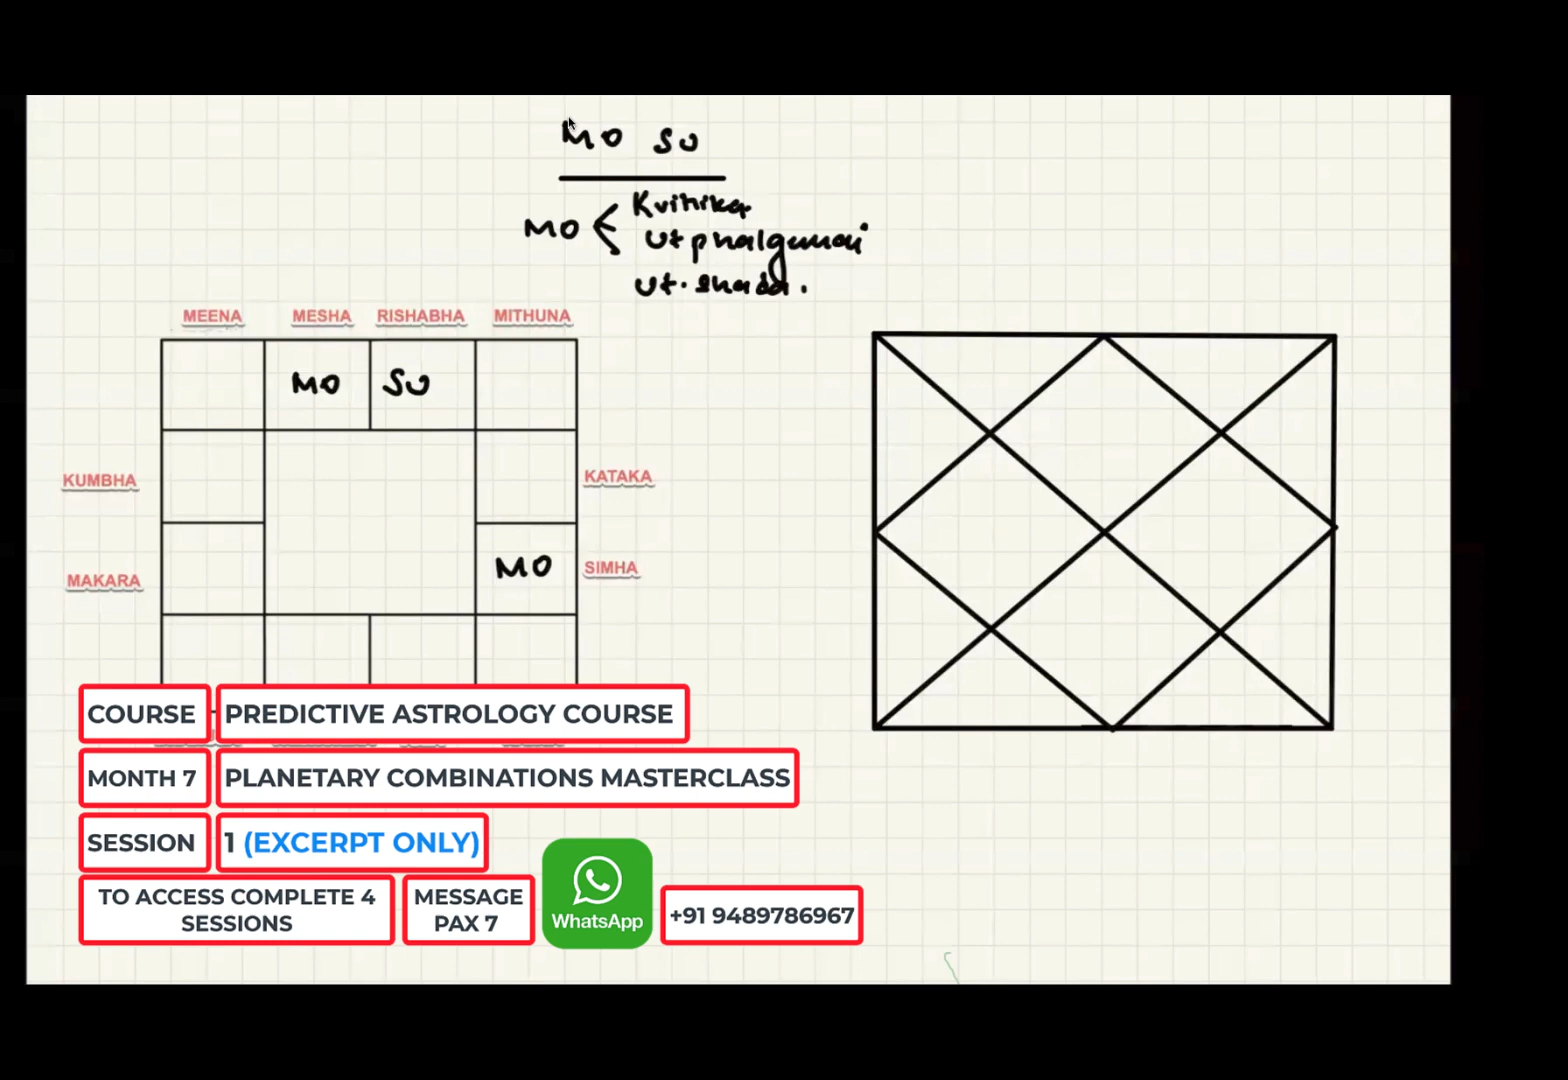 MO SU
MO < Krithika
Ut phalgunai
Ut. shada.
MEENA MESHA RISHABHA MITHUNA
MO SU
KUMBHA KATAKA
MO
MAKARA SIMHA
COURSE PREDICTIVE ASTROLOGY COURSE
MONTH 7 PLANETARY COMBINATIONS MASTERCLASS
SESSION 1 (EXCERPT ONLY)
TO ACCESS COMPLETE 4
SESSIONS
MESSAGE
PAX 7
WhatsApp
+91 9489786967